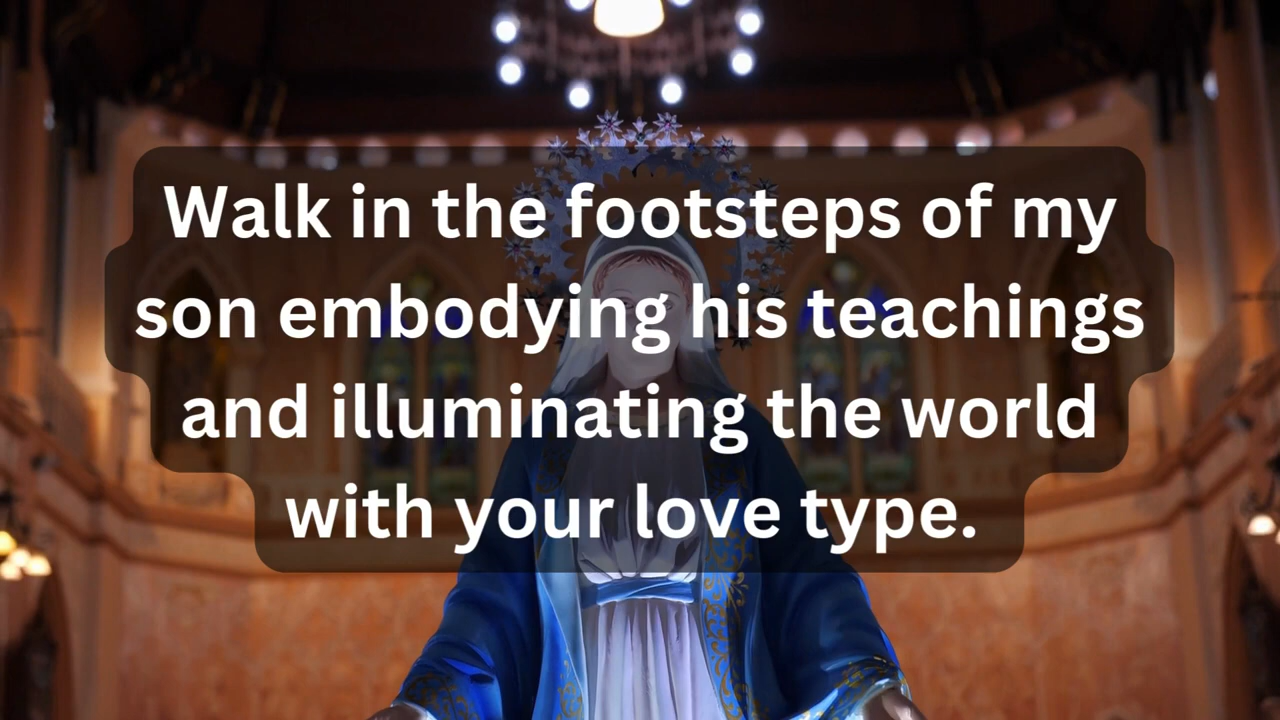 Walk in the footsteps of my
son embodying his teachings
and illuminating the world
with your love type.